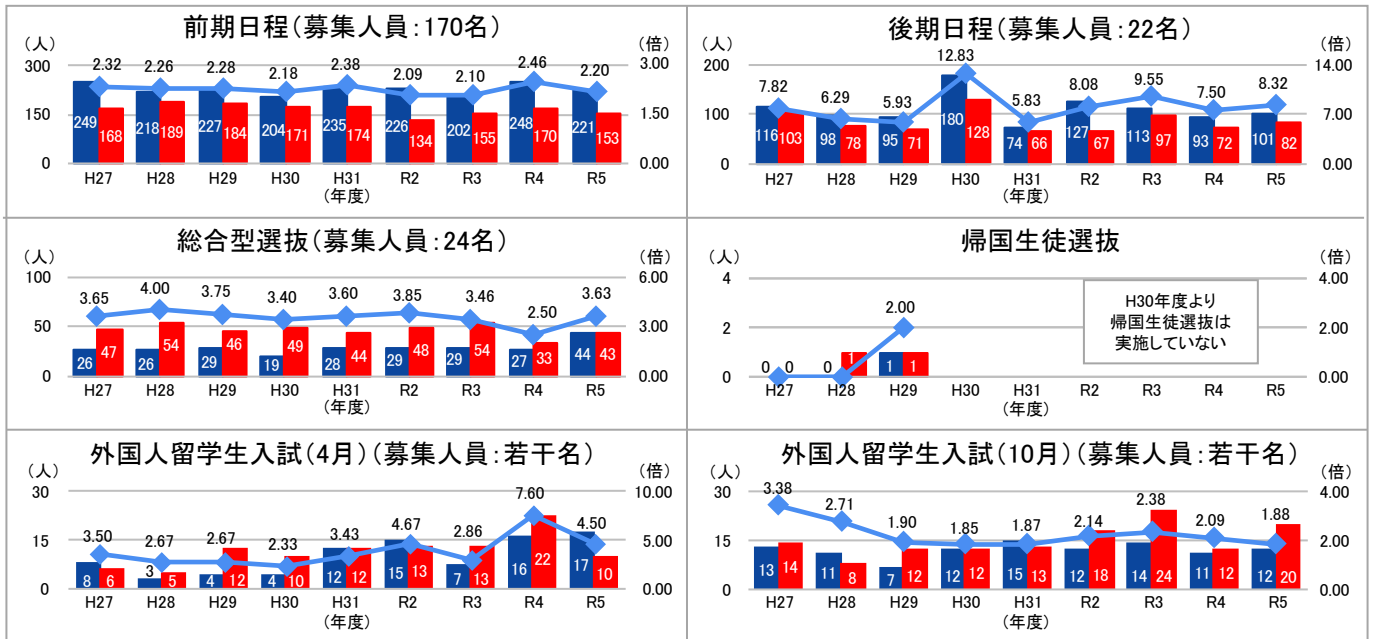 前期日程(募集人員:170名)
(人) (倍)
300 3.00
150 1.50
0 0.00
2.32 2.26 2.28 2.18 2.38 2.09 2.10 2.46 2.20
249 168 218 189 227 184 204 171 235 174 226 134 202 155 248 170 221 153
H27 H28 H29 H30 H31 R2 R3 R4 R5
(年度)
後期日程(募集人員:22名)
(人) (倍)
200 14.00
100 7.00
0 0.00
7.82 6.29 5.93 12.83 5.83 8.08 9.55 7.50 8.32
116 103 98 78 95 71 180 128 74 66 127 67 113 97 93 72 101 82
H27 H28 H29 H30 H31 R2 R3 R4 R5
(年度)
総合型選抜(募集人員:24名)
(人) (倍)
100 6.00
50 3.00
0 0.00
3.65 4.00 3.75 3.40 3.60 3.85 3.46 2.50 3.63
26 47 26 54 29 46 19 49 28 44 29 48 29 54 27 33 44 43
H27 H28 H29 H30 H31 R2 R3 R4 R5
(年度)
帰国生徒選抜
(人) (倍)
4 4.00
2 2.00
0 0.00
2.00
0 0 0 1 1 1
H30年度より
帰国生徒選抜は
実施していない
H27 H28 H29 H30 H31 R2 R3 R4 R5
(年度)
外国人留学生入試(4月)(募集人員:若干名)
(人) (倍)
30 10.00
15 5.00
0 0.00
3.50 2.67 2.67 2.33 3.43 4.67 2.86 7.60 4.50
8 6 3 5 4 12 4 10 12 12 15 13 7 13 16 22 17 10
H27 H28 H29 H30 H31 R2 R3 R4 R5
(年度)
外国人留学生入試(10月)(募集人員:若干名)
(人) (倍)
30 4.00
15 2.00
0 0.00
3.38 2.71 1.90 1.85 1.87 2.14 2.38 2.09 1.88
13 14 11 8 7 12 12 12 15 13 12 18 14 24 11 12 12 20
H27 H28 H29 H30 H31 R2 R3 R4 R5
(年度)